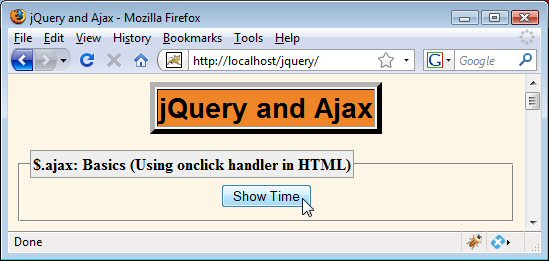 jQuery and Ajax - Mozilla Firefox
File Edit View History Bookmarks Tools Help
http://localhost/jquery/ G Google
jQuery and Ajax
$.ajax: Basics (Using onclick handler in HTML)
Show Time
Done